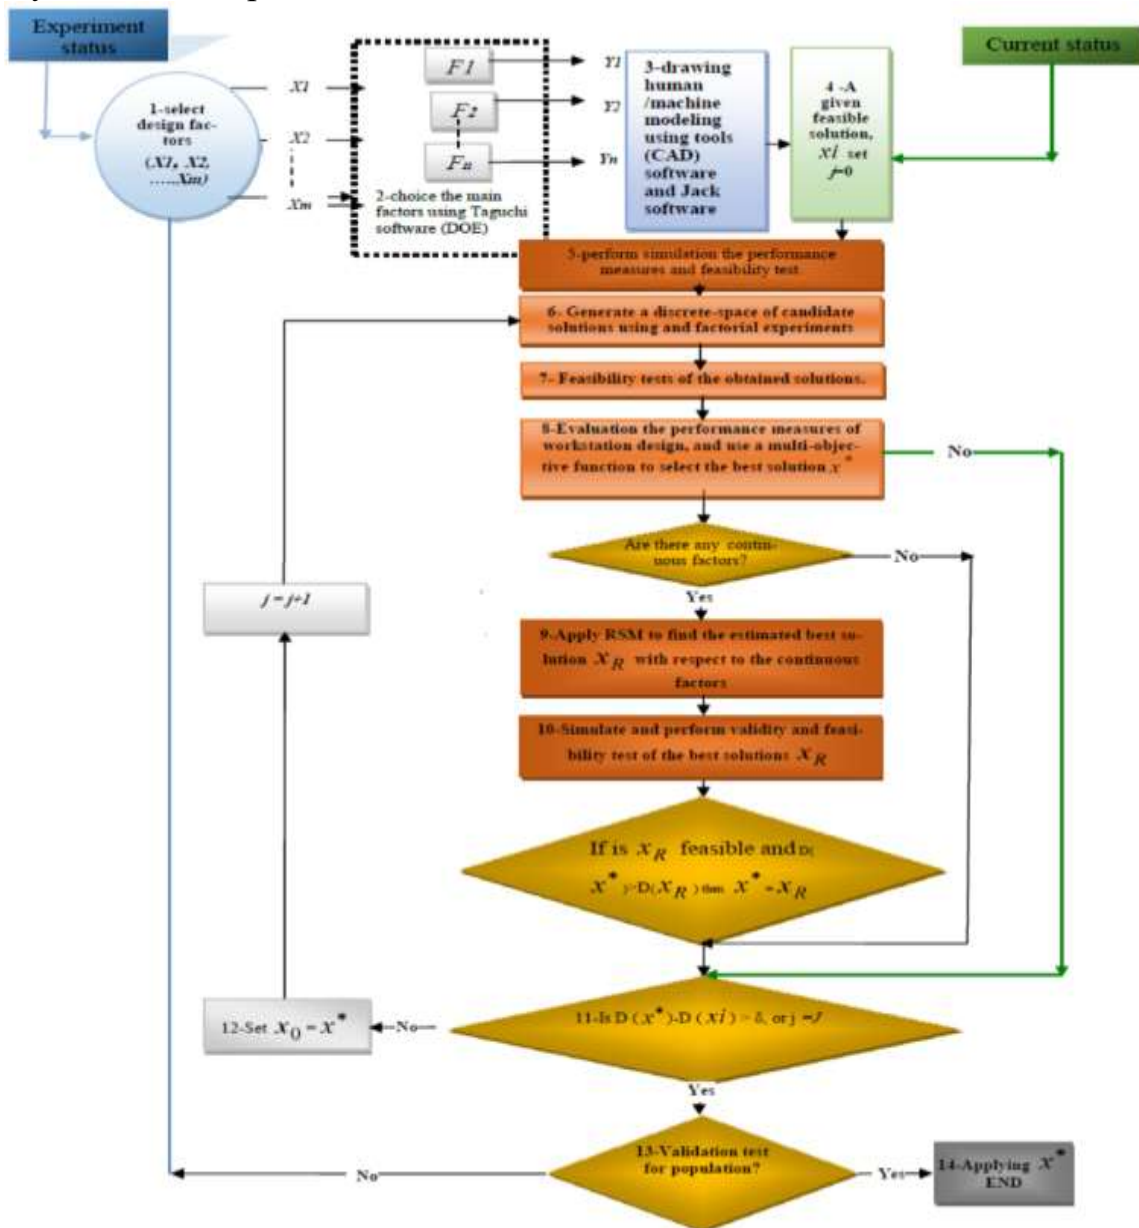 Experiment
status
Current status
1-select
design fac-
tors
(X1, X2,
.....Xm)
X1
X2
Xm
F1
F2
Fn
2-choice the main
factors using Taguchi
software (DOE)
Y1
Y2
Yn
3-drawing
human
/machine
modeling
using tools
(CAD)
software
and Jack
software
4 -A
given
feasible
solution,
xi set
j=0
5-perform simulation the performance
measures and feasibility test
6- Generate a discrete-space of candidate
solutions using and factorial experiments
7- Feasibility tests of the obtained solutions.
8-Evaluation the performance measures of
workstation design, and use a multi-objec-
tive function to select the best solution x*
No
Are there any contin-
uous factors?
No
Yes
j = j+1
9-Apply RSM to find the estimated best so-
lution xR with respect to the continuous
factors
10-Simulate and perform validity and feasi-
bility test of the best solutions xR
If is xR feasible and D(
x* )>D(xR) then x* = xR
12-Set x0 = x*
No
11-Is D (x*)-D (xi) > δ, or j =J
Yes
13-Validation test
for population?
No
Yes
14-Applying x*
END